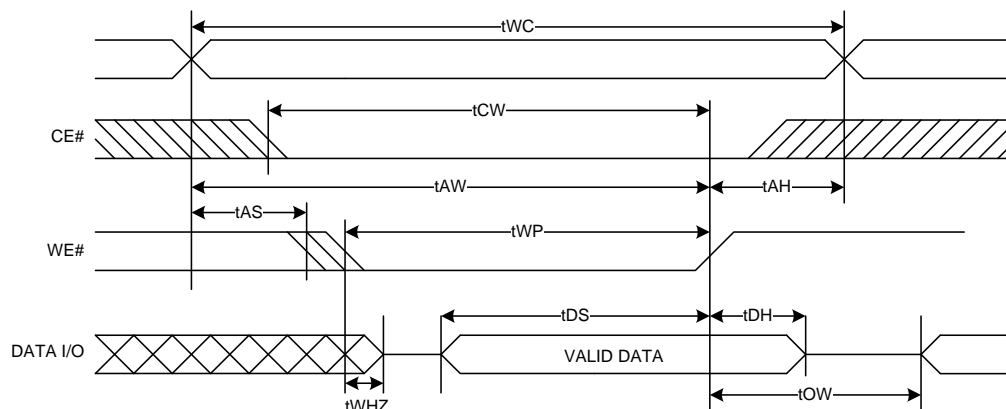 tWC
tCW
CE#
tAW
tAH
tAS
tWP
WE#
tDS
tDH
DATA I/O
VALID DATA
tWHZ
tOW